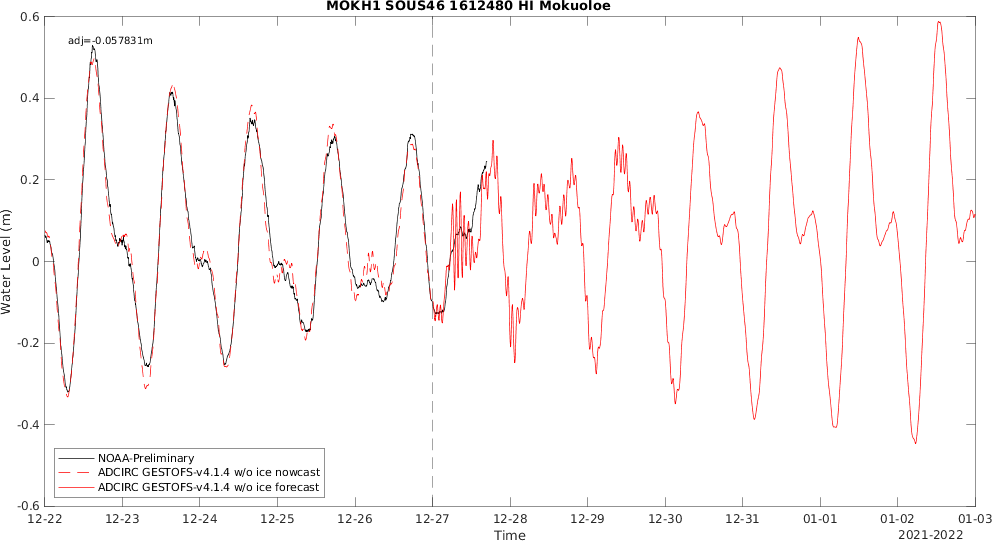 MOKH1 SOUS46 1612480 HI Mokuoloe
adj=-0.057831m
0.6
0.4
0.2
0
-0.2
-0.4
-0.6
Water Level (m)
NOAA-Preliminary
ADCIRC GESTOFS-v4.1.4 w/o ice nowcast
ADCIRC GESTOFS-v4.1.4 w/o ice forecast
12-22 12-23 12-24 12-25 12-26 12-27 12-28 12-29 12-30 12-31 01-01 01-02 01-03
Time
2021-2022